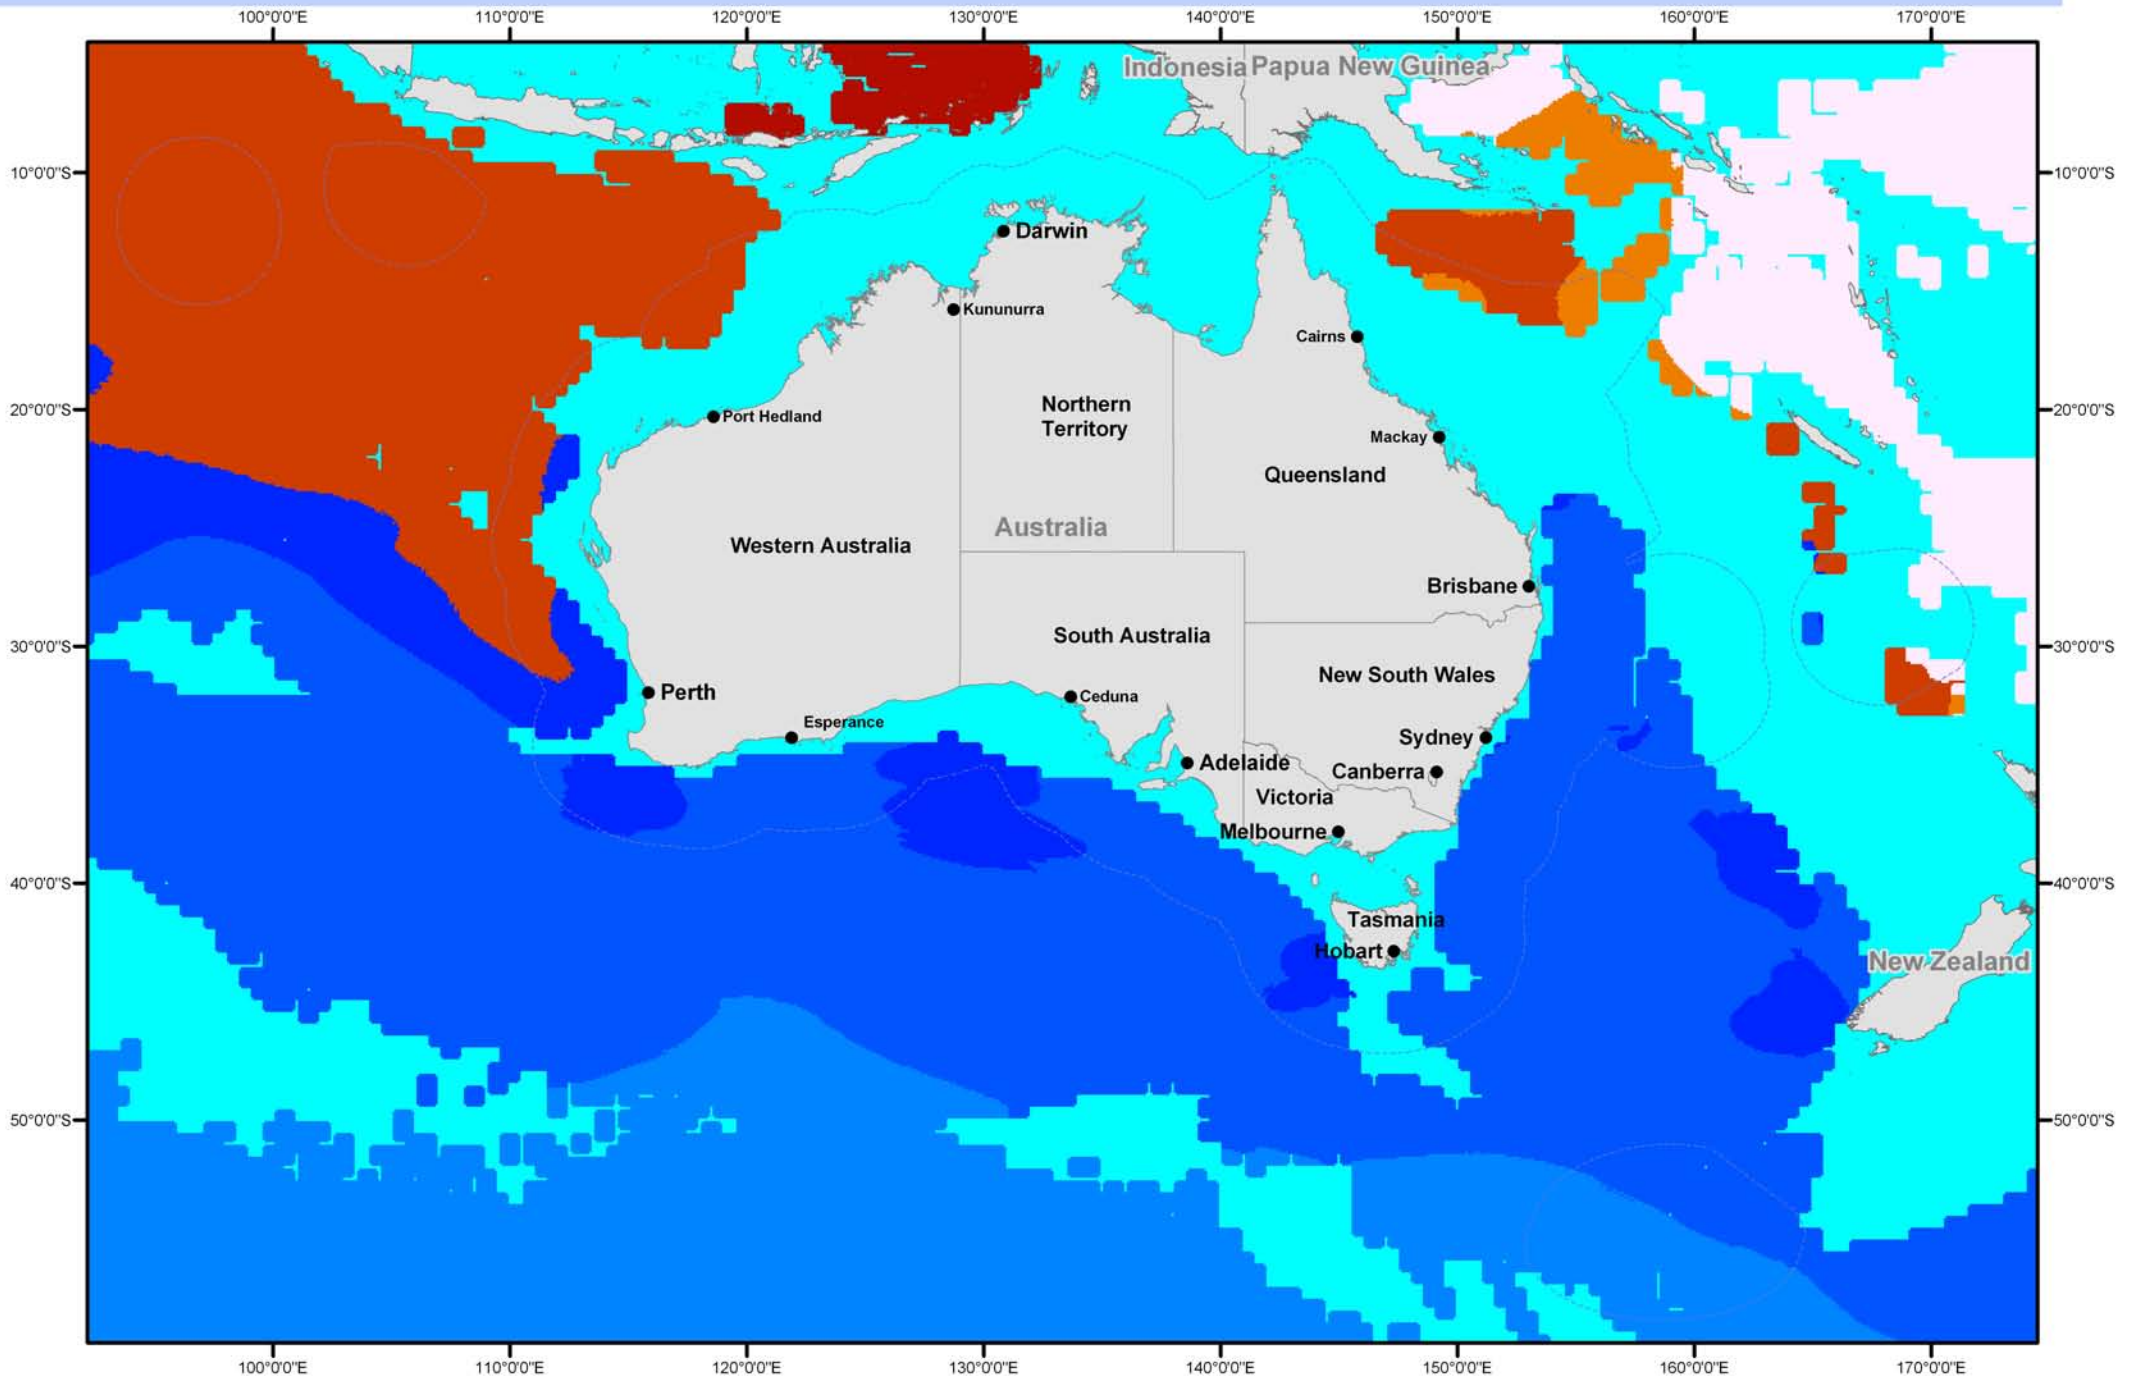 100°0'0"E 110°0'0"E 120°0'0"E 130°0'0"E 140°0'0"E 150°0'0"E 160°0'0"E 170°0'0"E
Indonesia Papua New Guinea
10°0'0"S 10°0'0"S
Darwin
Kununurra
Cairns
Northern
Territory
20°0'0"S Port Hedland 20°0'0"S
Mackay
Queensland
Australia
Western Australia
Brisbane
South Australia
30°0'0"S 30°0'0"S
New South Wales
Perth
Ceduna
Esperance
Sydney
Adelaide
Canberra
Victoria
Melbourne
40°0'0"S 40°0'0"S
Tasmania
Hobart
New Zealand
50°0'0"S 50°0'0"S
100°0'0"E 110°0'0"E 120°0'0"E 130°0'0"E 140°0'0"E 150°0'0"E 160°0'0"E 170°0'0"E